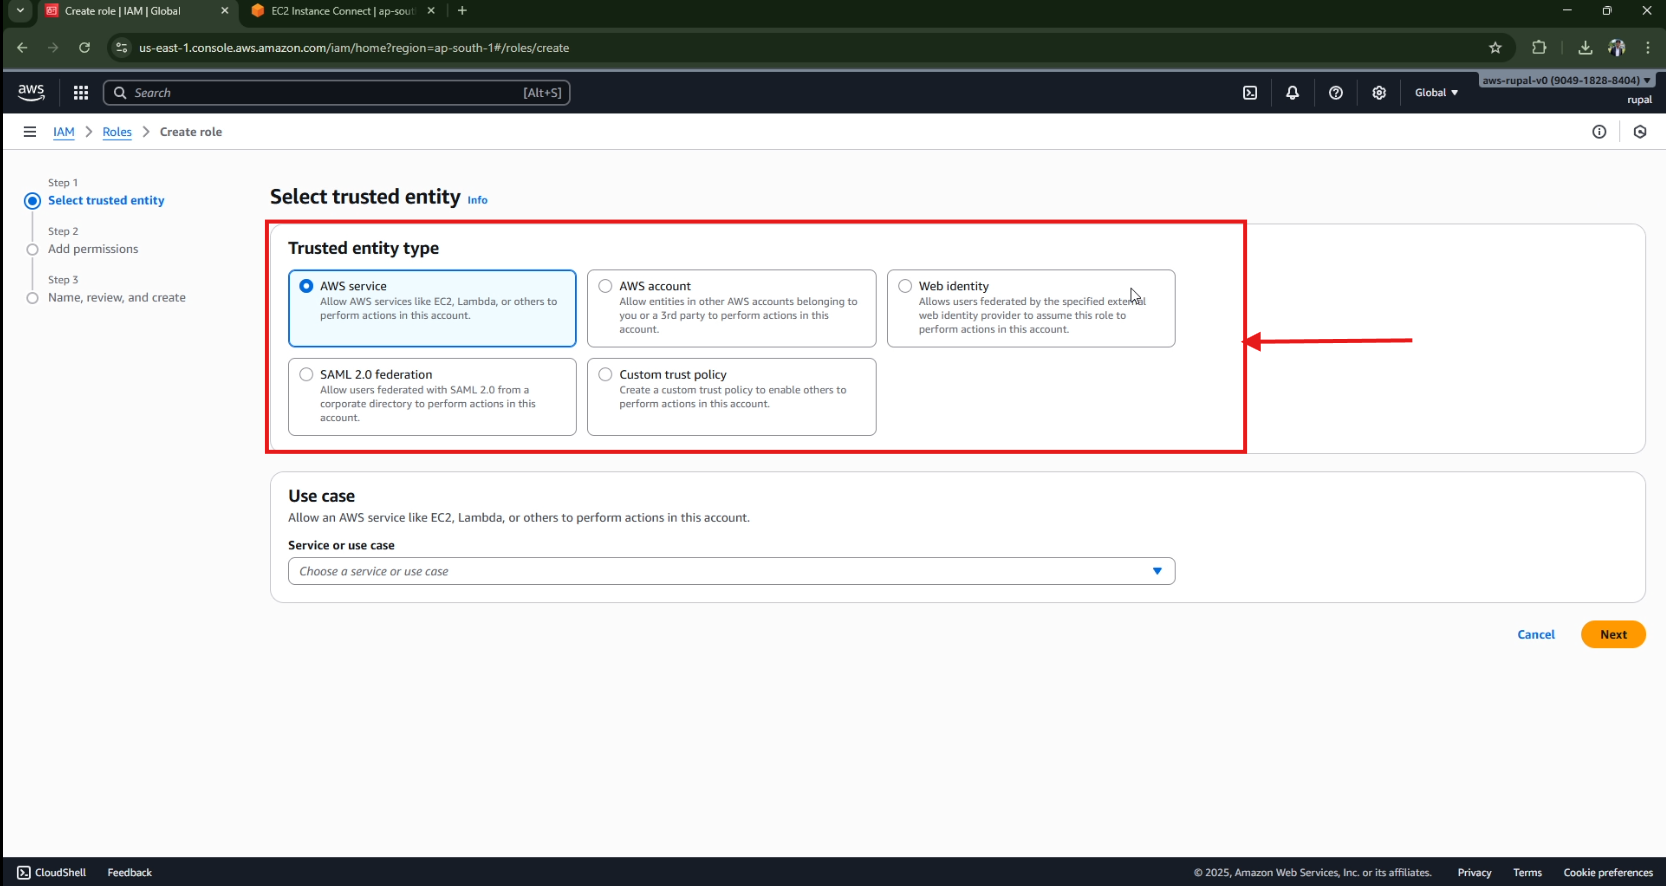 Create role | IAM | Global
EC2 Instance Connect | ap-sout
us-east-1.console.aws.amazon.com/iam/home?region=ap-south-1#/roles/create
aws
Search
[Alt+S]
Global
aws-rupal-v0 (9049-1828-8404)
rupal
IAM
Roles
Create role
Step 1
Select trusted entity
Step 2
Add permissions
Step 3
Name, review, and create
Select trusted entity Info
Trusted entity type
AWS service
Allow AWS services like EC2, Lambda, or others to
perform actions in this account.
AWS account
Allow entities in other AWS accounts belonging to
you or a 3rd party to perform actions in this
account.
Web identity
Allows users federated by the specified external
web identity provider to assume this role to
perform actions in this account.
SAML 2.0 federation
Allow users federated with SAML 2.0 from a
corporate directory to perform actions in this
account.
Custom trust policy
Create a custom trust policy to enable others to
perform actions in this account.
Use case
Allow an AWS service like EC2, Lambda, or others to perform actions in this account.
Service or use case
Choose a service or use case
Cancel
Next
CloudShell
Feedback
© 2025, Amazon Web Services, Inc. or its affiliates.
Privacy
Terms
Cookie preferences